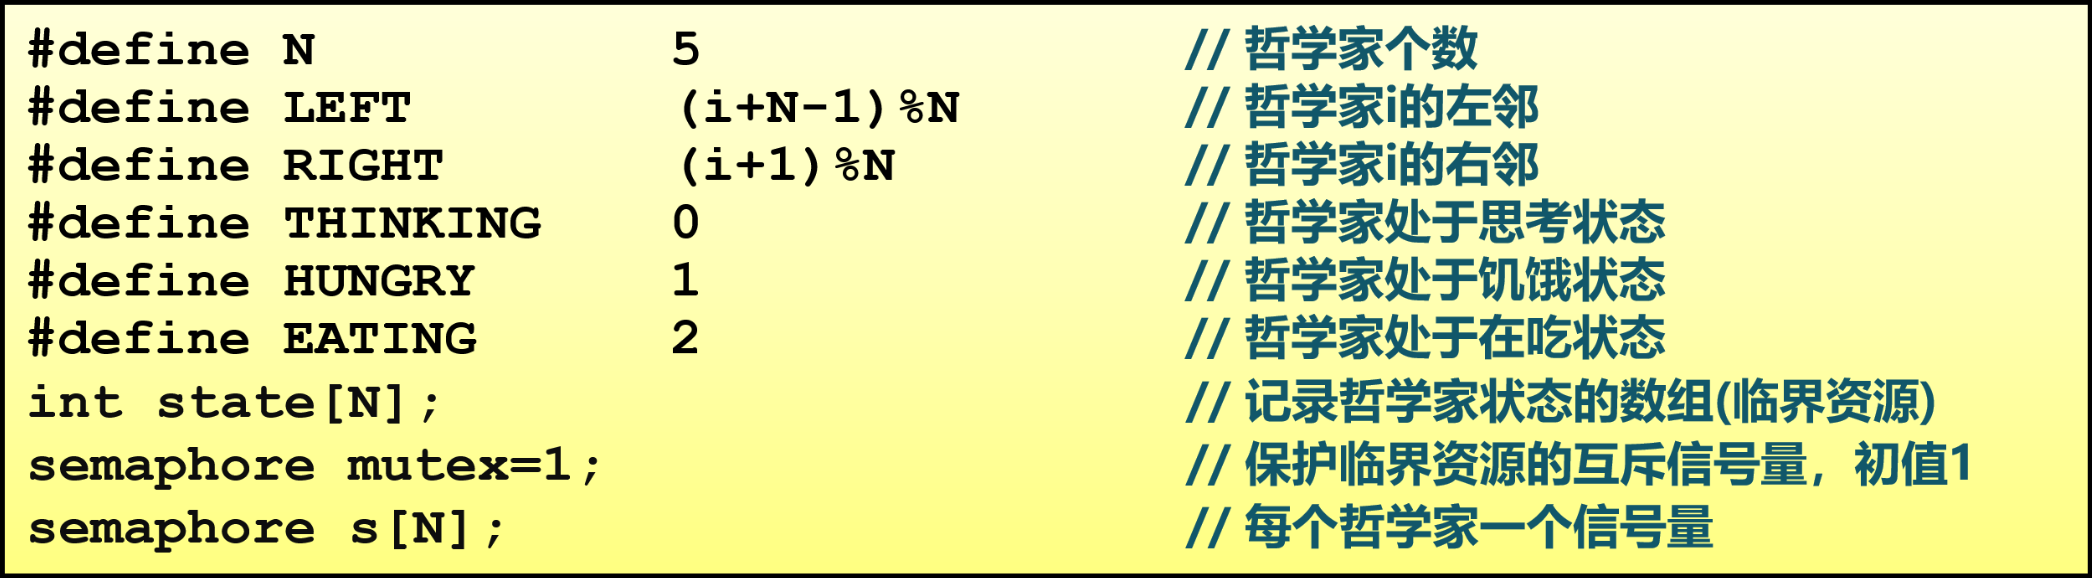 #define N 5 // 哲学家个数
#define LEFT (i+N-1)%N // 哲学家i的左邻
#define RIGHT (i+1)%N // 哲学家i的右邻
#define THINKING 0 // 哲学家处于思考状态
#define HUNGRY 1 // 哲学家处于饥饿状态
#define EATING 2 // 哲学家处于在吃状态
int state[N]; // 记录哲学家状态的数组(临界资源)
semaphore mutex=1; // 保护临界资源的互斥信号量，初值1
semaphore s[N]; // 每个哲学家一个信号量